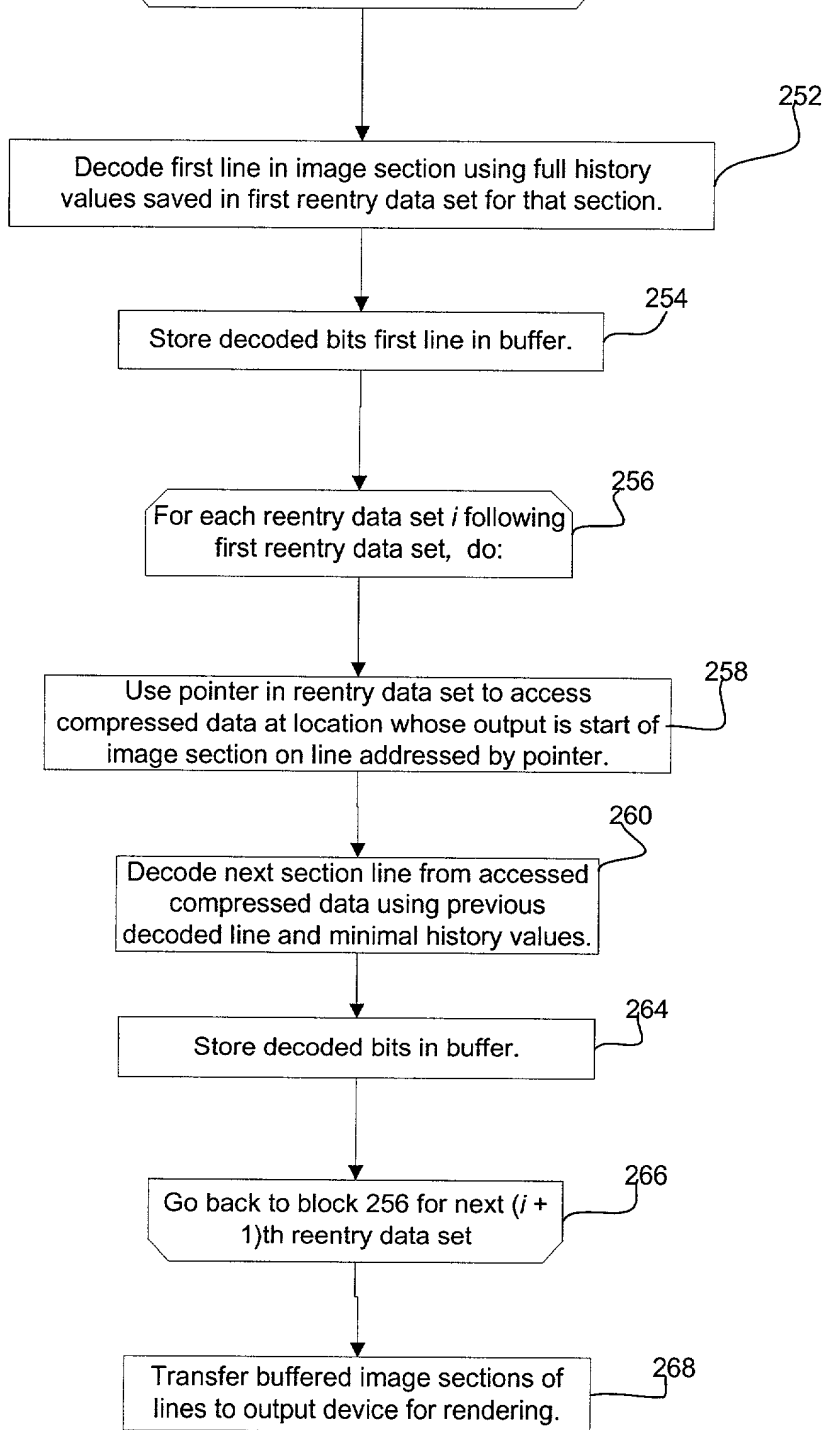 252
Decode first line in image section using full history
values saved in first reentry data set for that section.
254
Store decoded bits first line in buffer.
256
For each reentry data set i following
first reentry data set, do:
258
Use pointer in reentry data set to access
compressed data at location whose output is start of
image section on line addressed by pointer.
260
Decode next section line from accessed
compressed data using previous
decoded line and minimal history values.
264
Store decoded bits in buffer.
266
Go back to block 256 for next (i +
1)th reentry data set
268
Transfer buffered image sections of
lines to output device for rendering.